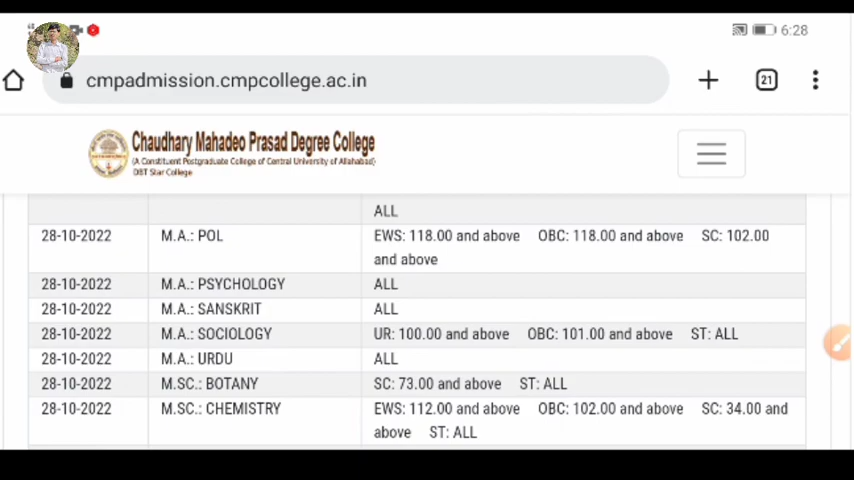 6:28
cmpadmission.cmpcollege.ac.in
21
Chaudhary Mahadeo Prasad Degree College
(A Constituent Postgraduate College of Central University of Allahabad)
DBT Star College
ALL
28-10-2022 M.A.: POL EWS: 118.00 and above OBC: 118.00 and above SC: 102.00
and above
28-10-2022 M.A.: PSYCHOLOGY ALL
28-10-2022 M.A.: SANSKRIT ALL
28-10-2022 M.A.: SOCIOLOGY UR: 100.00 and above OBC: 101.00 and above ST: ALL
28-10-2022 M.A.: URDU ALL
28-10-2022 M.SC.: BOTANY SC: 73.00 and above ST: ALL
28-10-2022 M.SC.: CHEMISTRY EWS: 112.00 and above OBC: 102.00 and above SC: 34.00 and
above ST: ALL